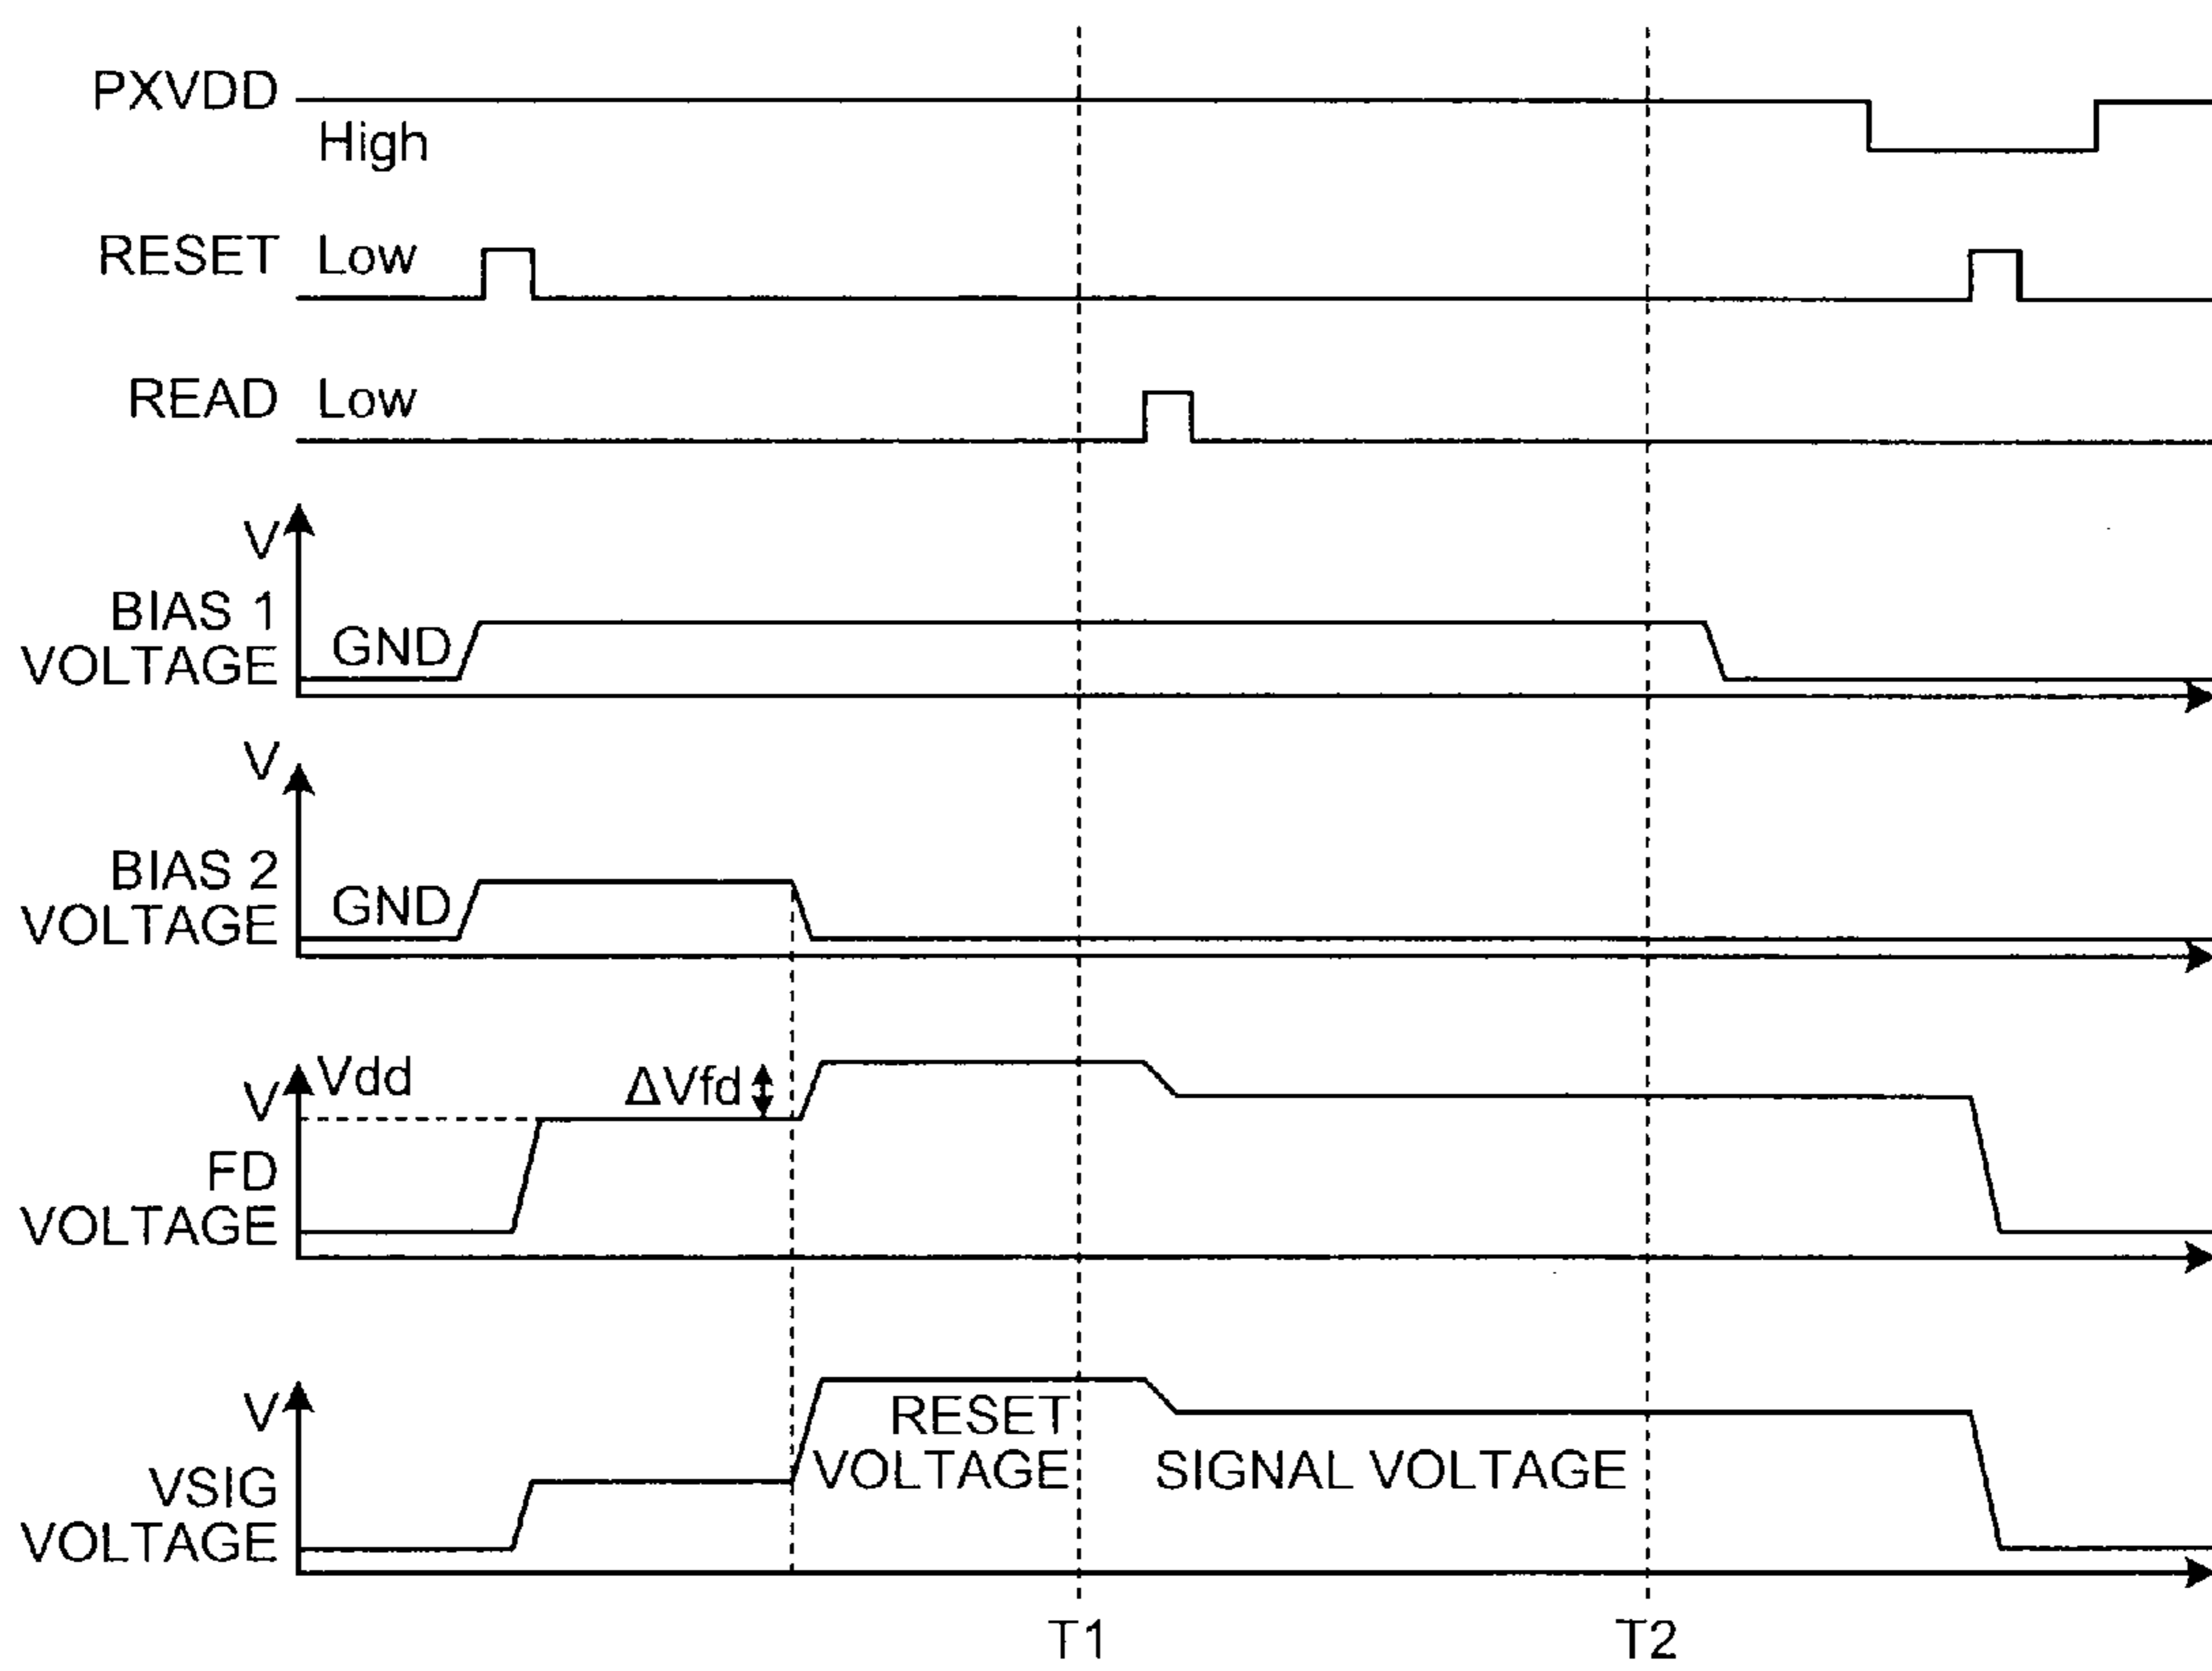 PXVDD
High
RESET Low
READ Low
V
BIAS 1
VOLTAGE
GND
V
BIAS 2
VOLTAGE
GND
V
Vdd
ΔVfd
FD
VOLTAGE
V
VSIG
VOLTAGE
RESET
VOLTAGE
SIGNAL VOLTAGE
T1
T2